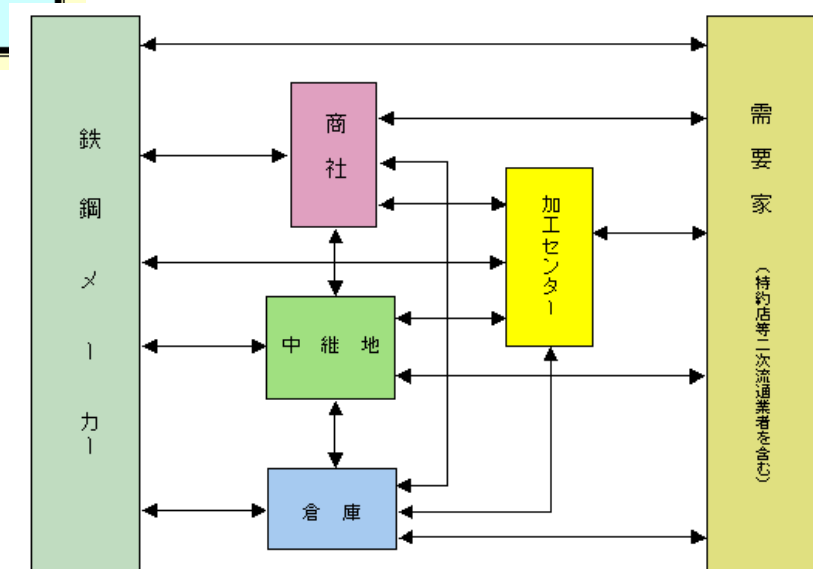 鉄鋼メーカー
商社
加工センター
中継地
倉庫
需要家
(特約店等二次流通業者を含む)